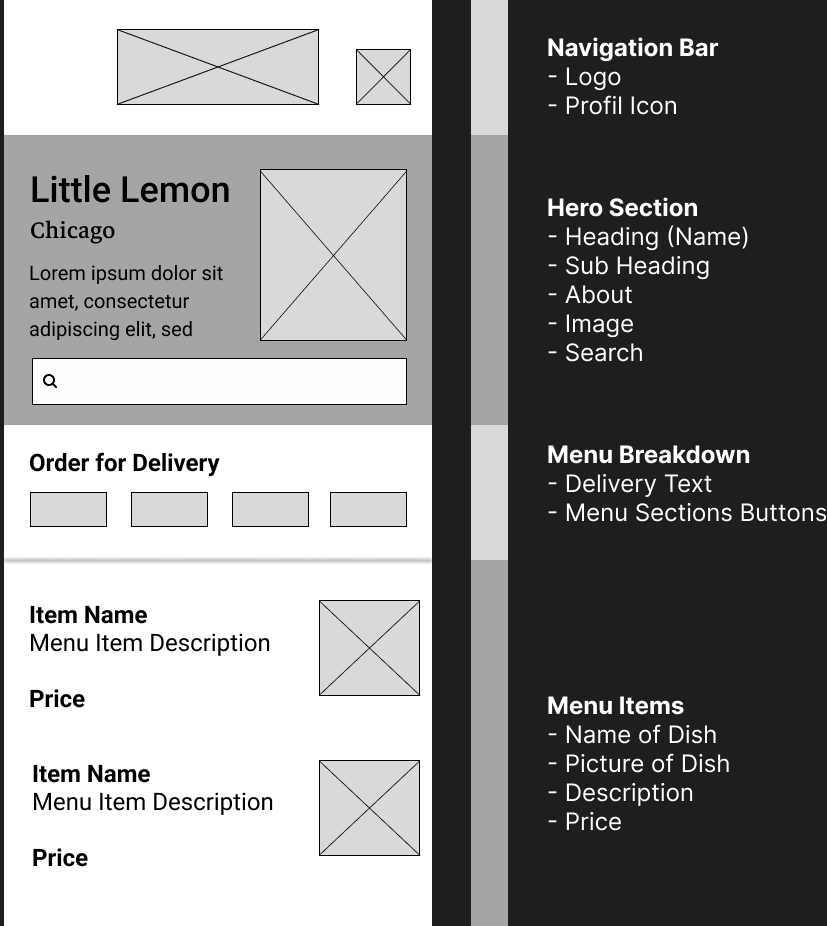 Little Lemon
Chicago
Lorem ipsum dolor sit
amet, consectetur
adipiscing elit, sed
Order for Delivery
Item Name
Menu Item Description
Price
Item Name
Menu Item Description
Price
Navigation Bar
- Logo
- Profil Icon
Hero Section
- Heading (Name)
- Sub Heading
- About
- Image
- Search
Menu Breakdown
- Delivery Text
- Menu Sections Buttons
Menu Items
- Name of Dish
- Picture of Dish
- Description
- Price